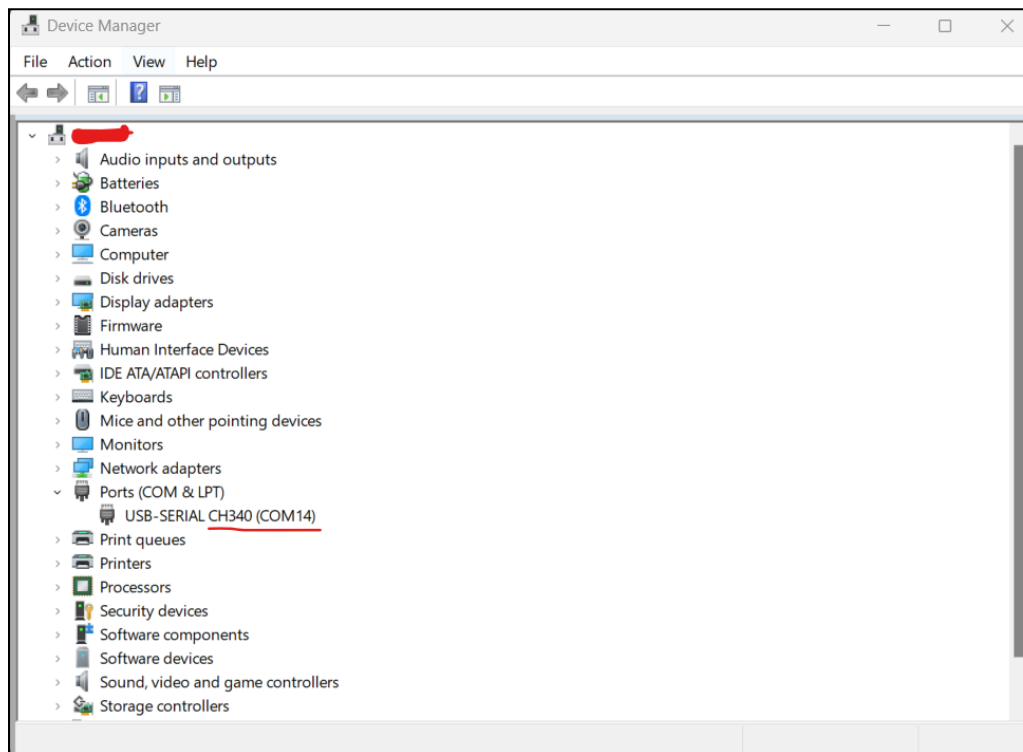 Device Manager
File Action View Help
Audio inputs and outputs
Batteries
Bluetooth
Cameras
Computer
Disk drives
Display adapters
Firmware
Human Interface Devices
IDE ATA/ATAPI controllers
Keyboards
Mice and other pointing devices
Monitors
Network adapters
Ports (COM & LPT)
USB-SERIAL CH340 (COM14)
Print queues
Printers
Processors
Security devices
Software components
Software devices
Sound, video and game controllers
Storage controllers